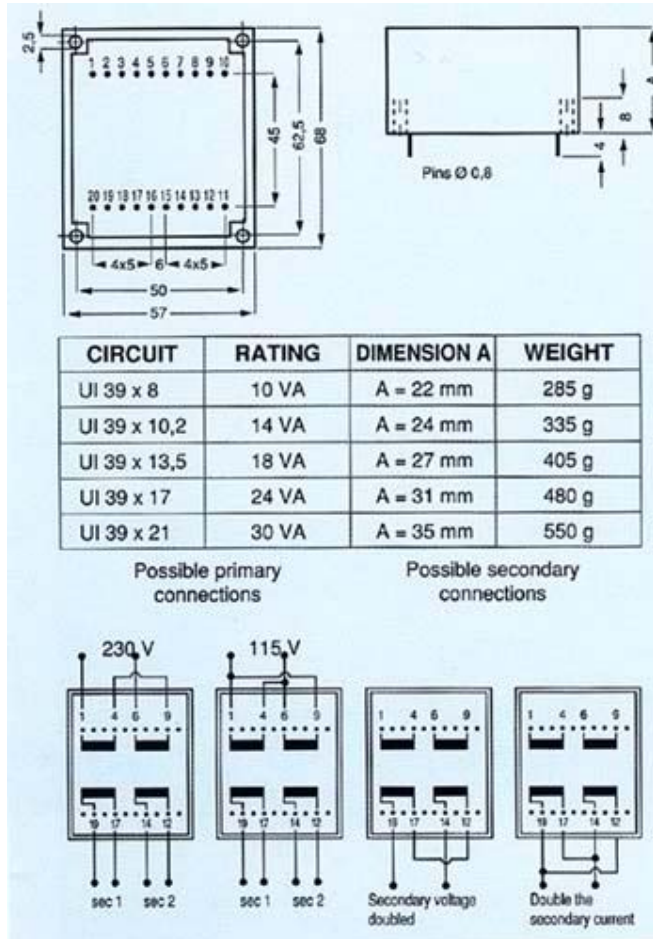 2,5
1 2 3 4 5 6 7 8 9 10
45
62,5
68
20 19 18 17 16 15 14 13 12 11
4x5 6 4x5
50
57
A
8
4
Pins Ø 0,8
CIRCUIT RATING DIMENSION A WEIGHT
UI 39 x 8 10 VA A = 22 mm 285 g
UI 39 x 10,2 14 VA A = 24 mm 335 g
UI 39 x 13,5 18 VA A = 27 mm 405 g
UI 39 x 17 24 VA A = 31 mm 480 g
UI 39 x 21 30 VA A = 35 mm 550 g
Possible primary
connections
Possible secondary
connections
230 V
1 4 6 9
19 17 14 12
sec 1 sec 2
115 V
1 4 6 9
19 17 14 12
sec 1 sec 2
1 4 6 9
19 17 14 12
Secondary voltage
doubled
1 4 6 9
19 17 14 12
Double the
secondary current